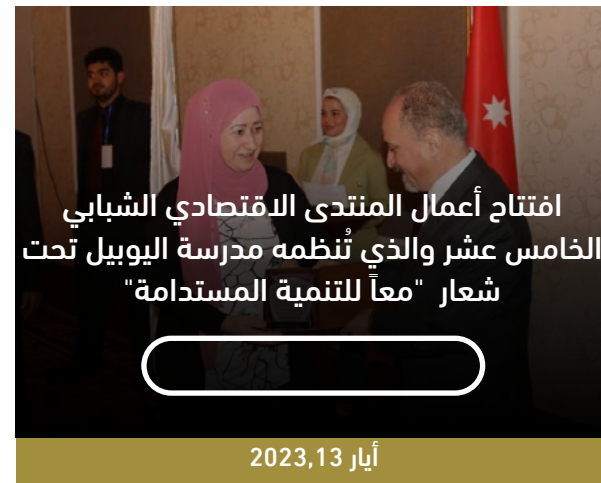 افتتاح أعمال المنتدى الاقتصادي الشبابي
الخامس عشر والذي تُنظمه مدرسة اليوبيل تحت
شعار "معاً للتنمية المستدامة"
أيار 2023,13